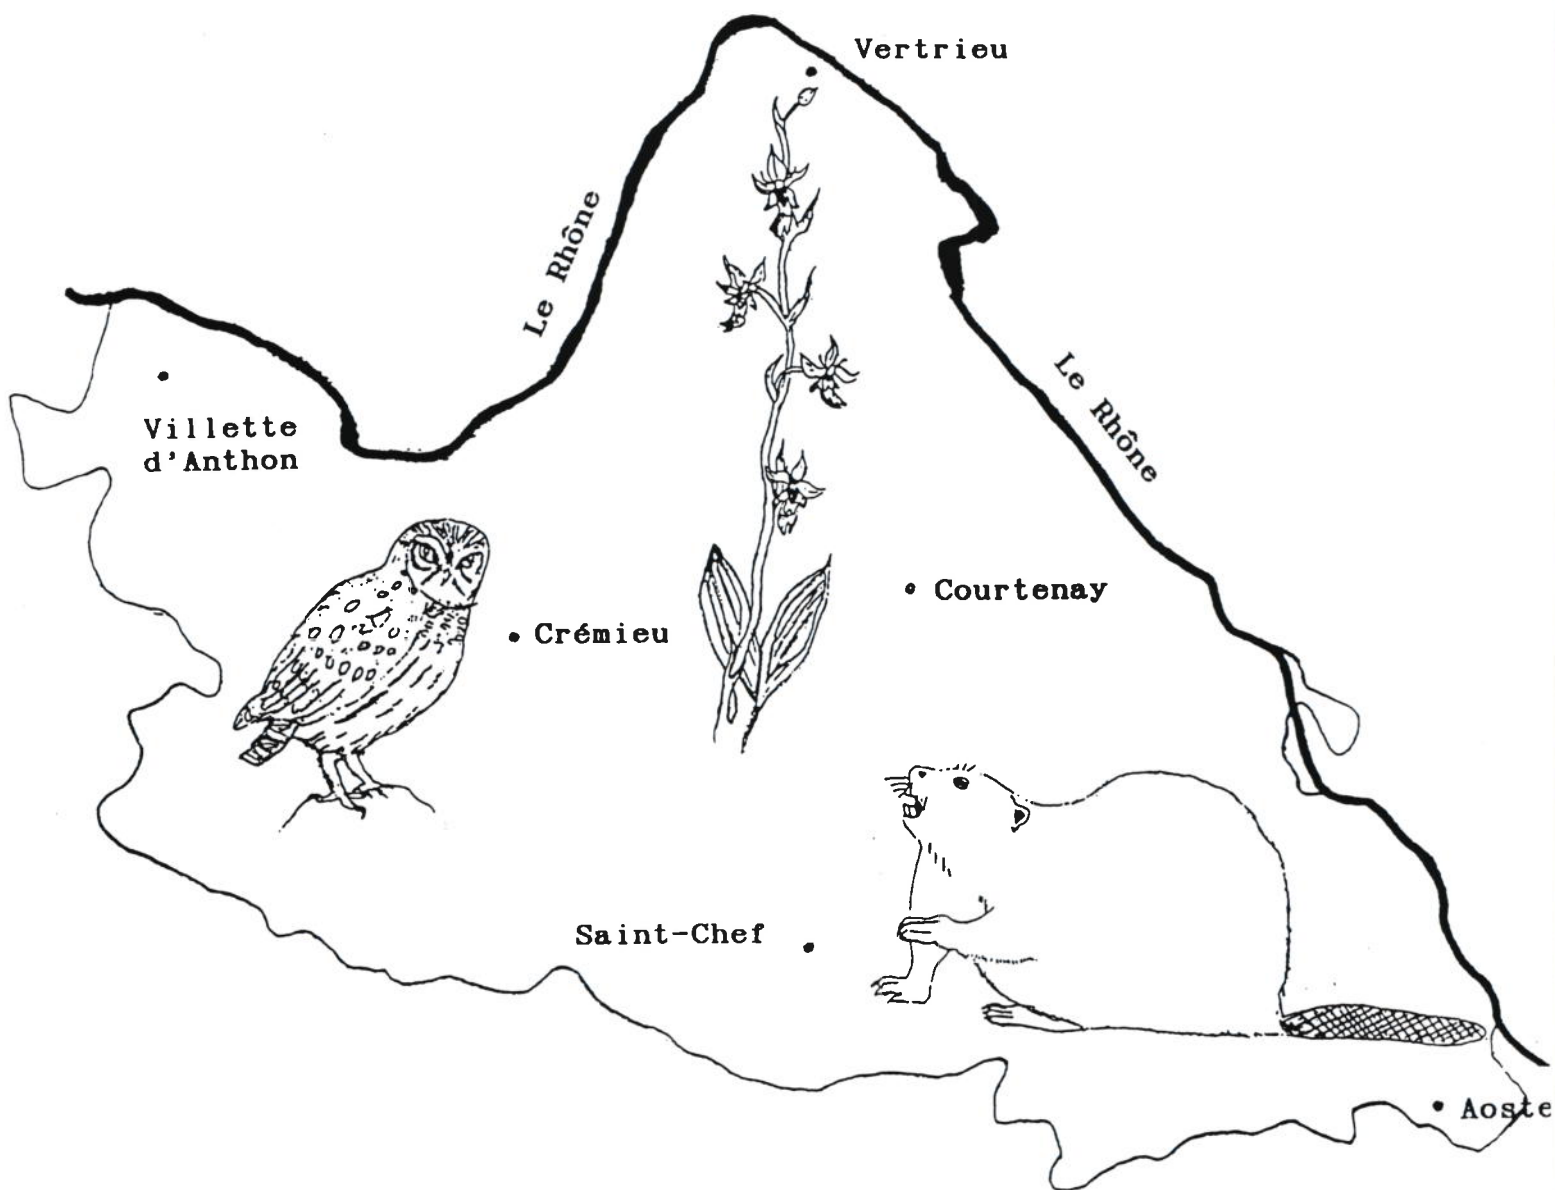 Vertrieu
Le Rhône
Le Rhône
Villette
d'Anthon
Courtenay
Crémieu
Saint-Chef
Aoste